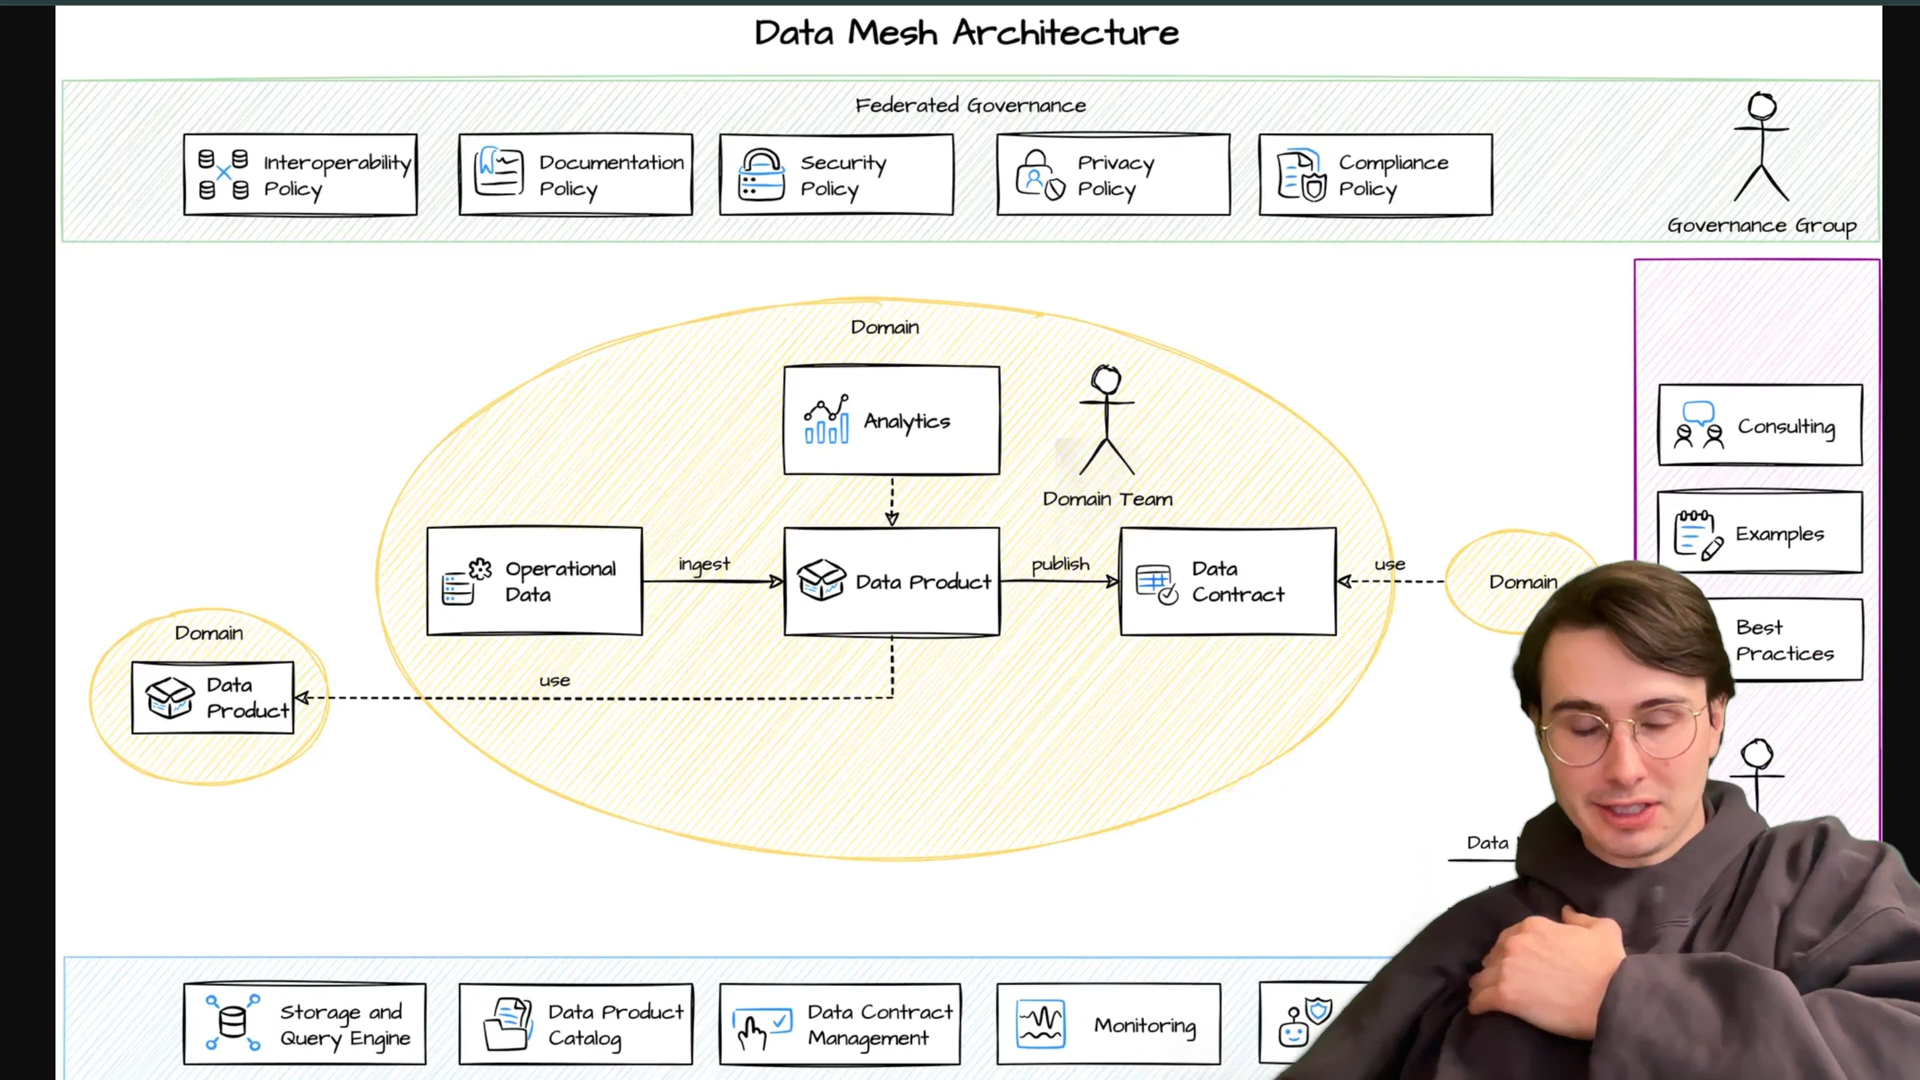 Data Mesh Architecture
Federated Governance
Interoperability
Policy
Documentation
Policy
Security
Policy
Privacy
Policy
Compliance
Policy
Governance Group
Domain
Analytics
Domain Team
Operational
Data
ingest
Data Product
publish
Data
Contract
use
Domain
Consulting
Examples
Best
Practices
Domain
Data
Product
use
Data
Storage and
Query Engine
Data Product
Catalog
Data Contract
Management
Monitoring